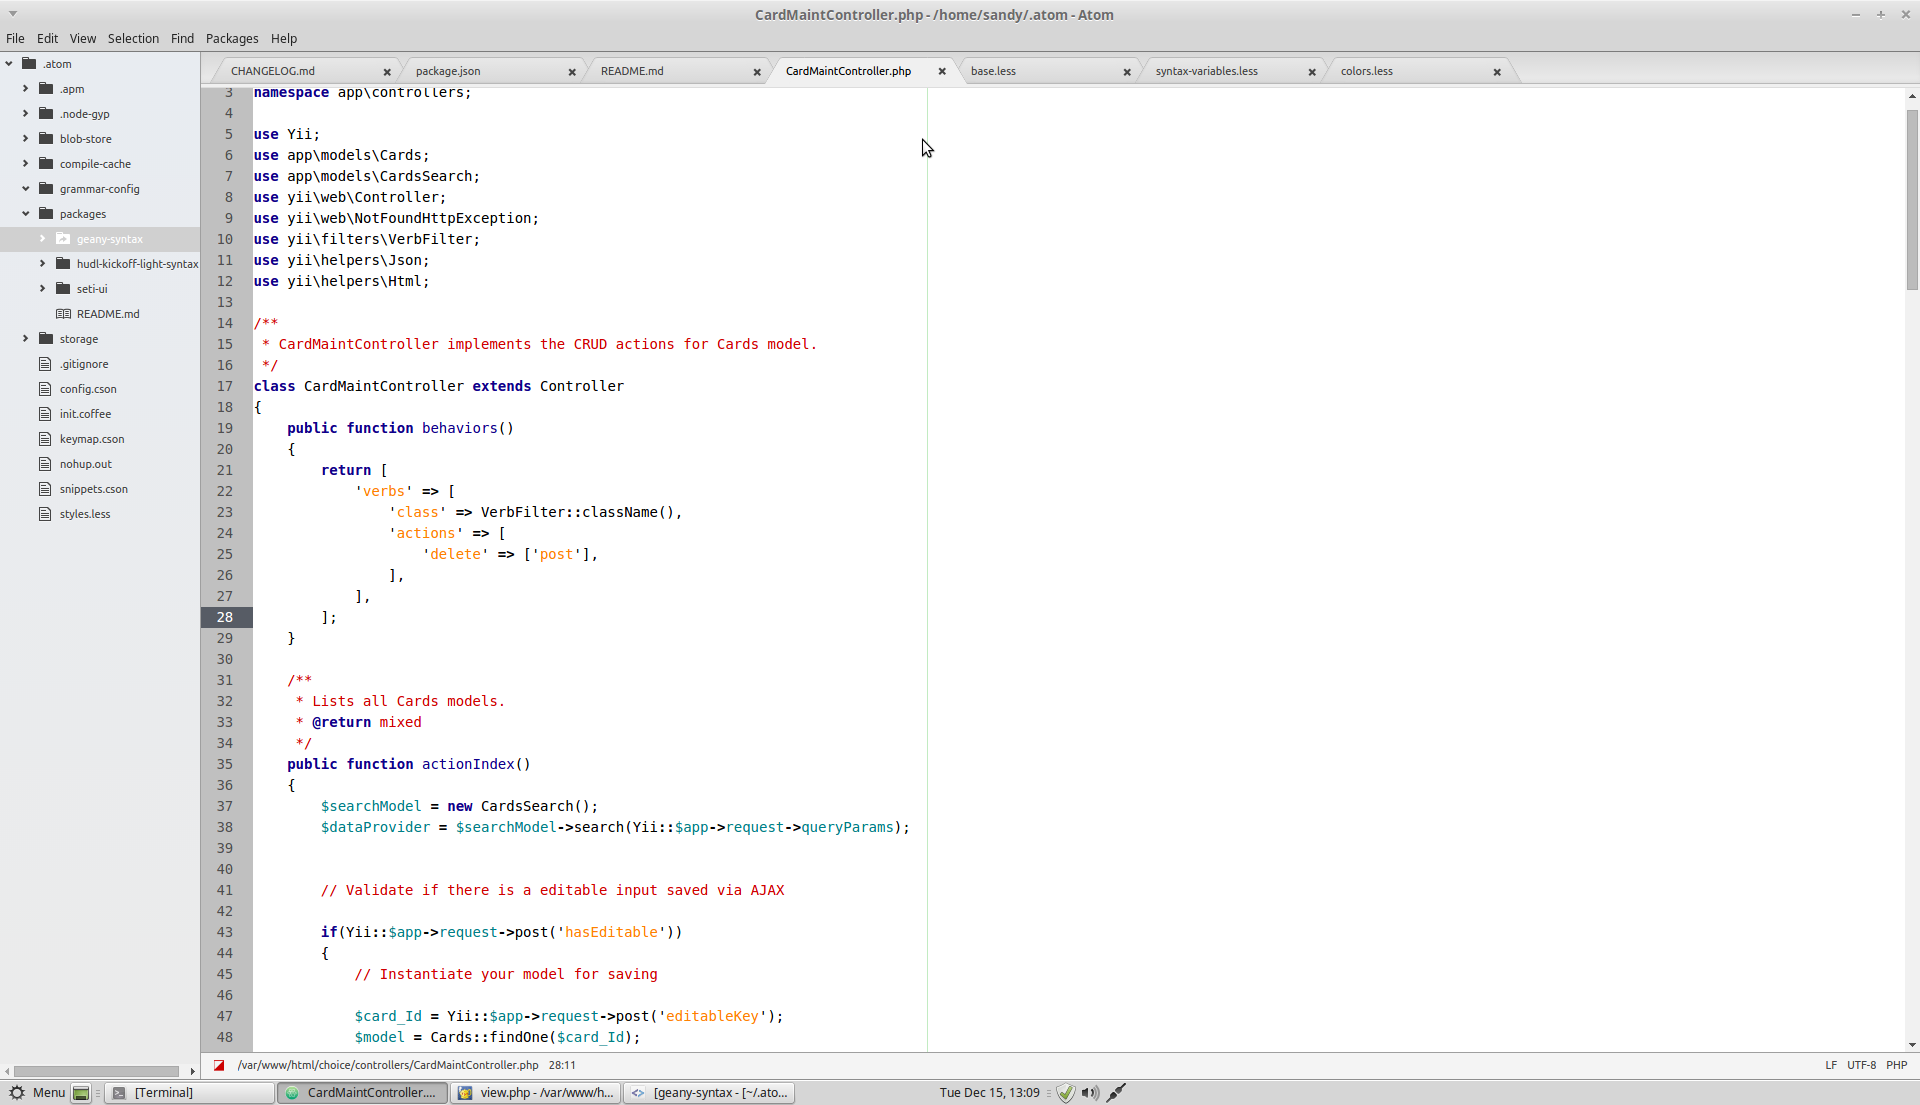 CardMaintController.php - /home/sandy/.atom - Atom
File Edit View Selection Find Packages Help
.atom
.apm
.node-gyp
blob-store
compile-cache
grammar-config
packages
geany-syntax
hudl-kickoff-light-syntax
seti-ui
README.md
storage
.gitignore
config.cson
init.coffee
keymap.cson
nohup.out
snippets.cson
styles.less
CHANGELOG.md package.json README.md CardMaintController.php base.less syntax-variables.less colors.less
3 namespace app\controllers;
4
5 use Yii;
6 use app\models\Cards;
7 use app\models\CardsSearch;
8 use yii\web\Controller;
9 use yii\web\NotFoundHttpException;
10 use yii\filters\VerbFilter;
11 use yii\helpers\Json;
12 use yii\helpers\Html;
13
14 /**
15 * CardMaintController implements the CRUD actions for Cards model.
16 */
17 class CardMaintController extends Controller
18 {
19 public function behaviors()
20 {
21 return [
22 'verbs' => [
23 'class' => VerbFilter::className(),
24 'actions' => [
25 'delete' => ['post'],
26 ],
27 ],
28 ];
29 }
30
31 /**
32 * Lists all Cards models.
33 * @return mixed
34 */
35 public function actionIndex()
36 {
37 $searchModel = new CardsSearch();
38 $dataProvider = $searchModel->search(Yii::$app->request->queryParams);
39
40
41 // Validate if there is a editable input saved via AJAX
42
43 if(Yii::$app->request->post('hasEditable'))
44 {
45 // Instantiate your model for saving
46
47 $card_Id = Yii::$app->request->post('editableKey');
48 $model = Cards::findOne($card_Id);
/var/www/html/choice/controllers/CardMaintController.php 28:11 LF UTF-8 PHP
Menu [Terminal] CardMaintController.... view.php - /var/www/h... [geany-syntax - [~/.ato... Tue Dec 15, 13:09